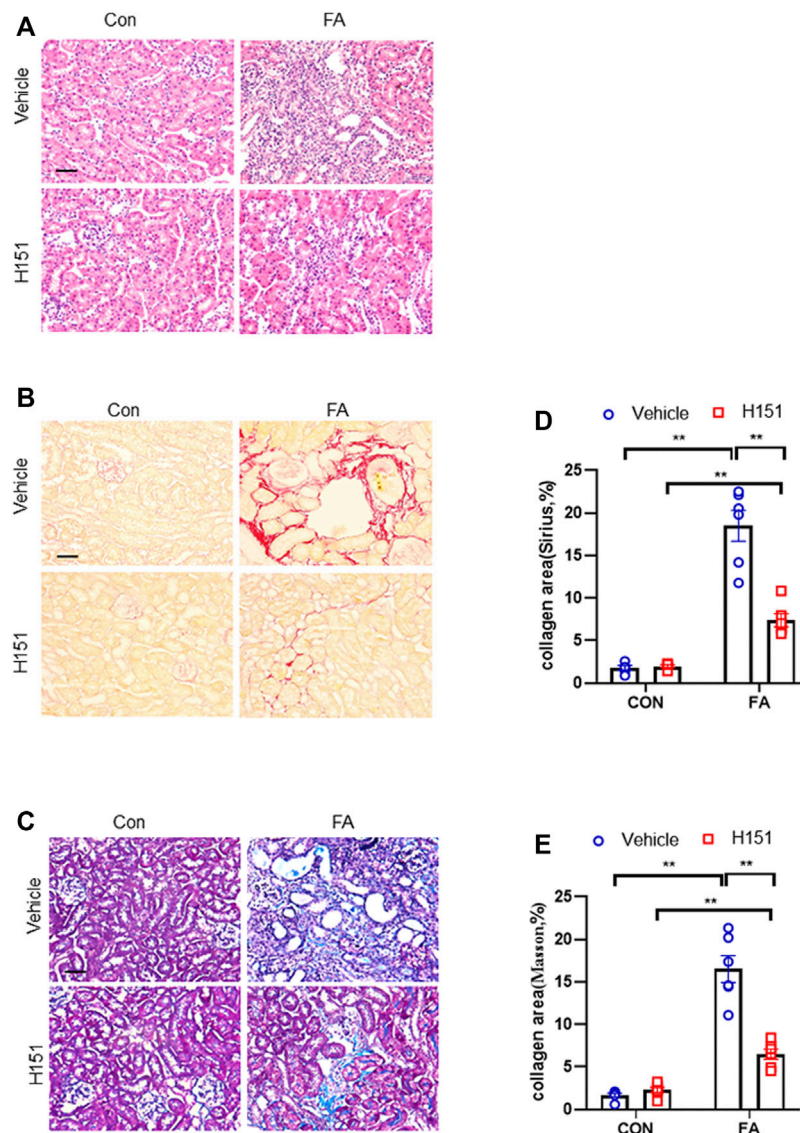 A
Con FA
Vehicle
H151
B
Con FA
Vehicle
H151
D
Vehicle H151
** **
**
collagen area(Sirius,%)
25
20
15
10
5
0
CON FA
C
Con FA
Vehicle
H151
E
Vehicle H151
** **
**
collagen area(Masson,%)
25
20
15
10
5
0
CON FA